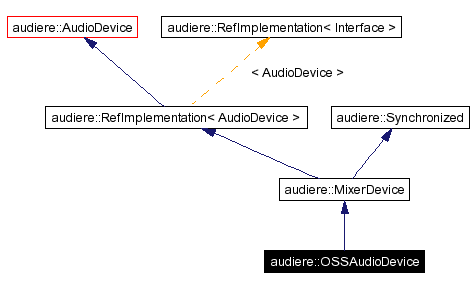 audiere::AudioDevice
audiere::RefImplementation< Interface >
< AudioDevice >
audiere::RefImplementation< AudioDevice >
audiere::Synchronized
audiere::MixerDevice
audiere::OSSAudioDevice